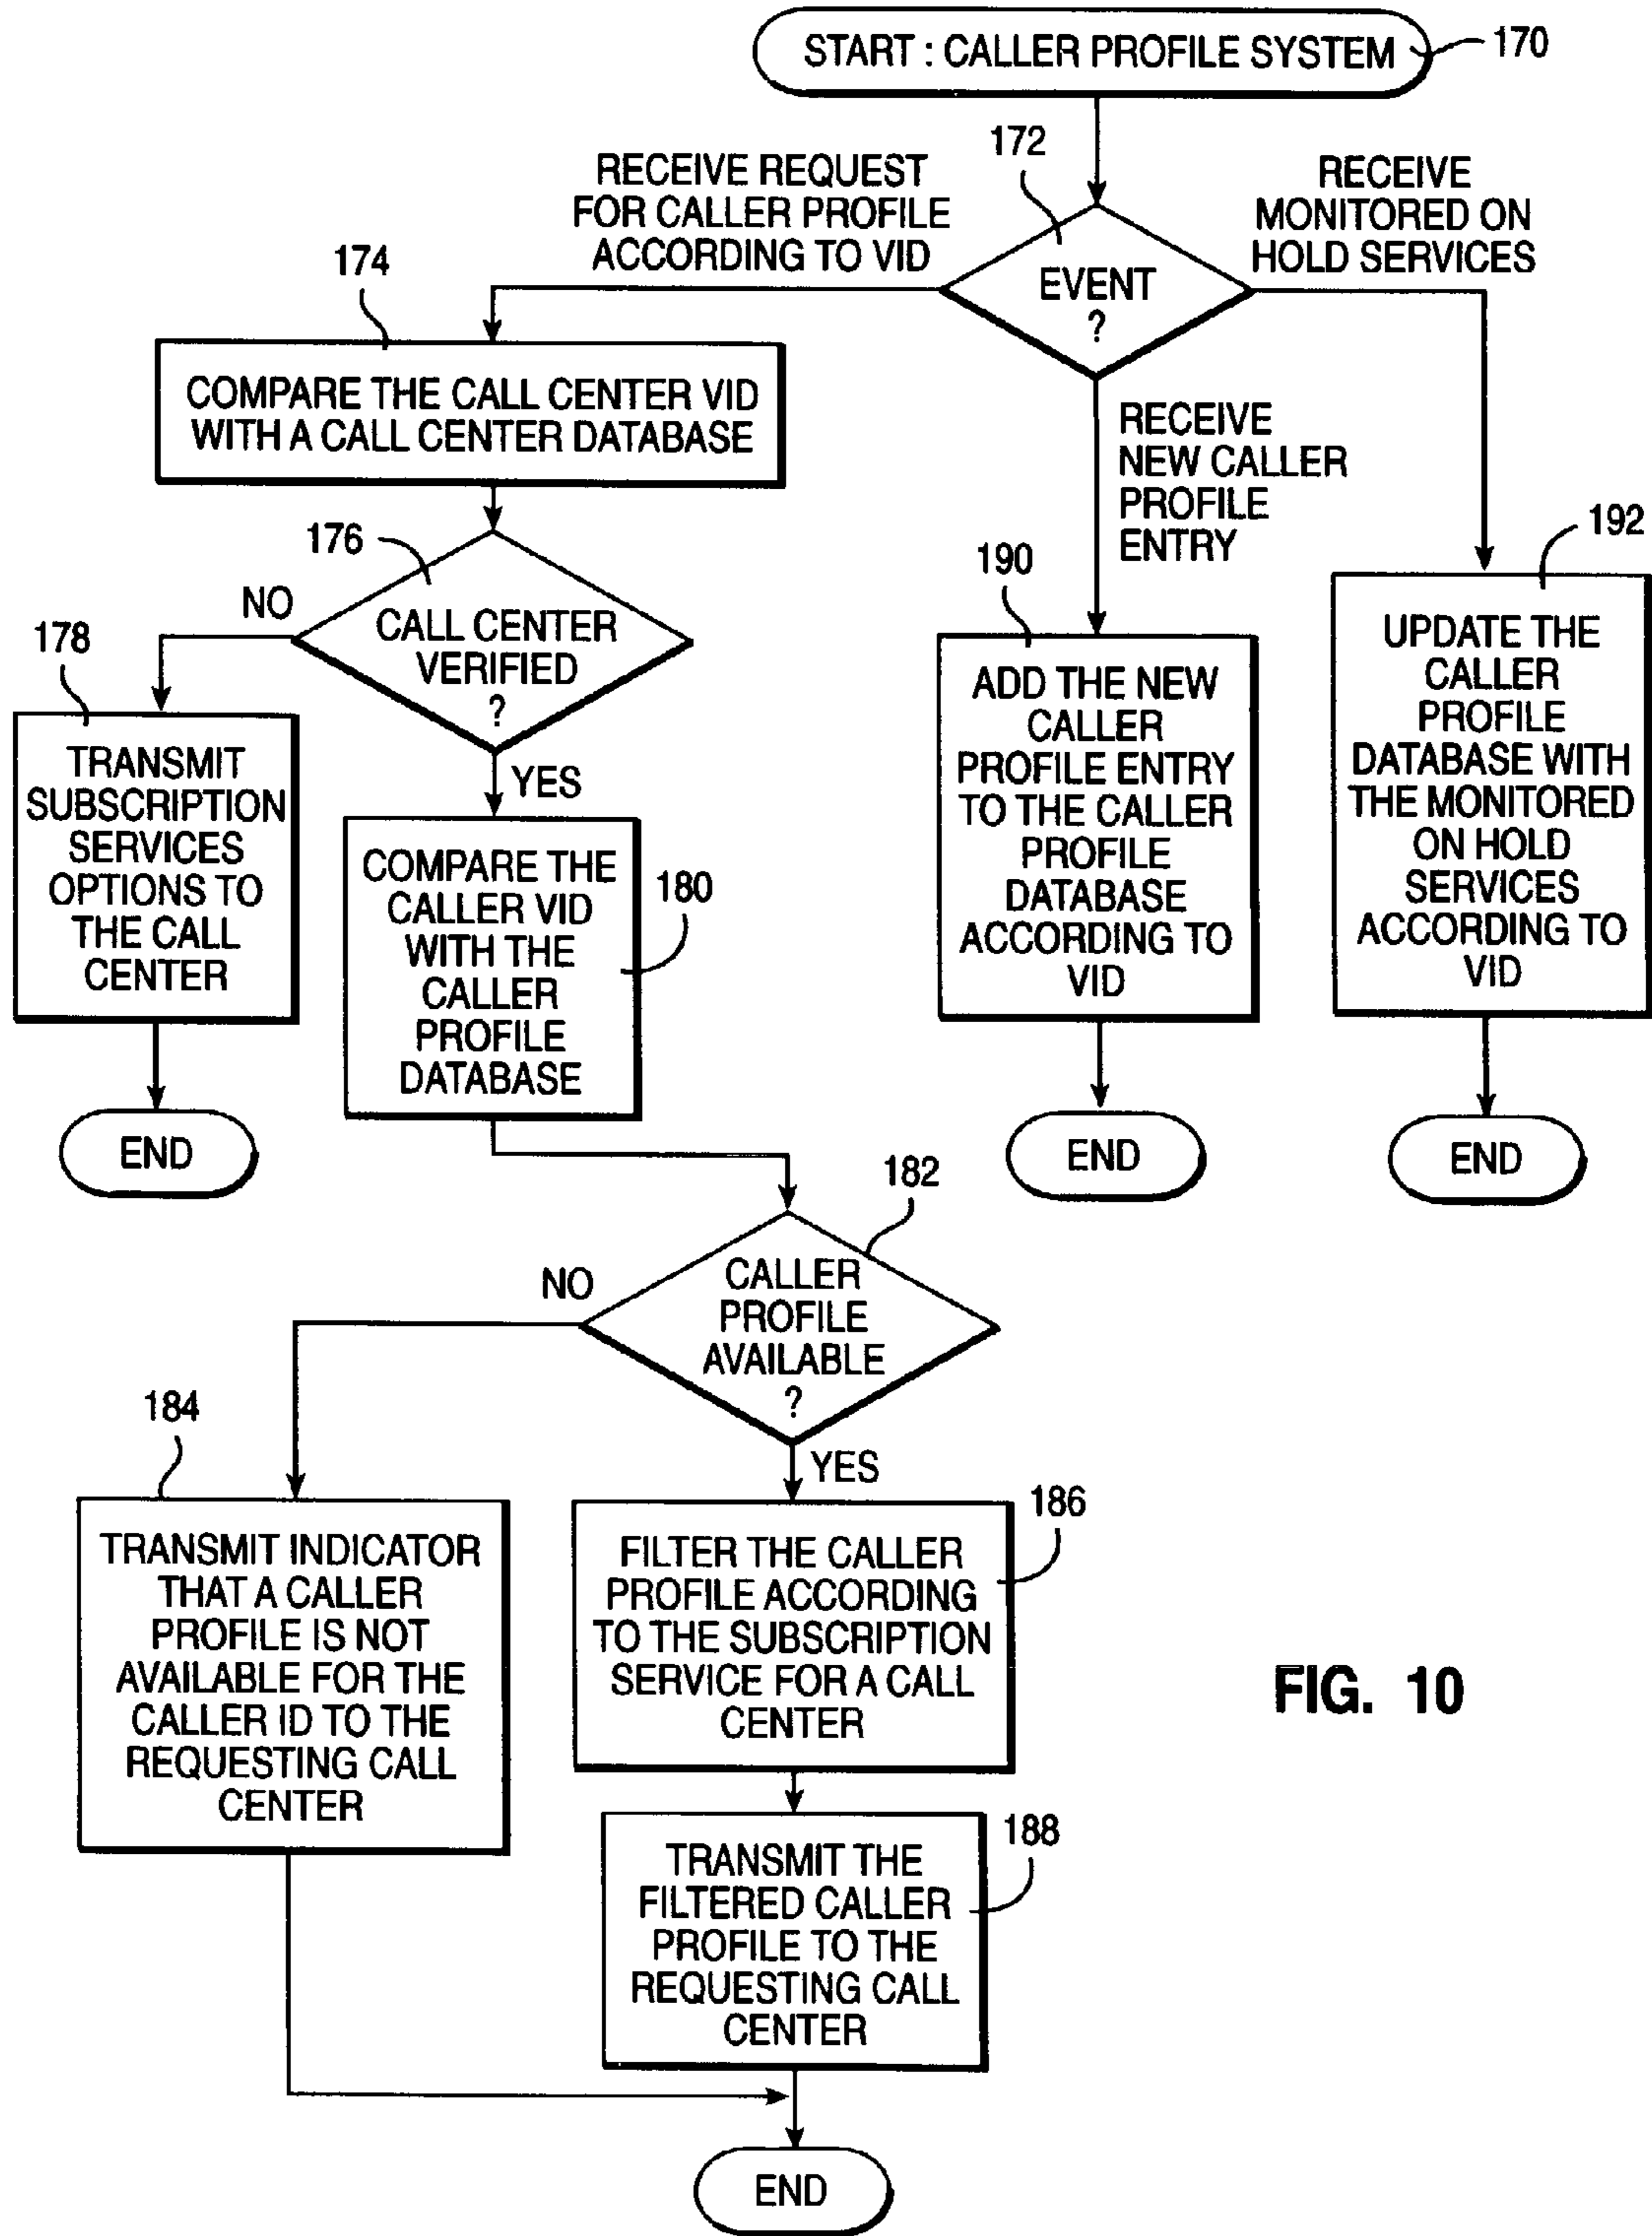 START : CALLER PROFILE SYSTEM
170
172
RECEIVE REQUEST
FOR CALLER PROFILE
ACCORDING TO VID
RECEIVE
MONITORED ON
HOLD SERVICES
EVENT
?
174
COMPARE THE CALL CENTER VID
WITH A CALL CENTER DATABASE
RECEIVE
NEW CALLER
PROFILE
ENTRY
176
NO
CALL CENTER
VERIFIED
?
YES
178
TRANSMIT
SUBSCRIPTION
SERVICES
OPTIONS TO
THE CALL
CENTER
END
180
COMPARE THE
CALLER VID
WITH THE
CALLER
PROFILE
DATABASE
190
ADD THE NEW
CALLER
PROFILE ENTRY
TO THE CALLER
PROFILE
DATABASE
ACCORDING TO
VID
END
192
UPDATE THE
CALLER
PROFILE
DATABASE WITH
THE MONITORED
ON HOLD
SERVICES
ACCORDING TO
VID
END
182
NO
CALLER
PROFILE
AVAILABLE
?
YES
184
TRANSMIT INDICATOR
THAT A CALLER
PROFILE IS NOT
AVAILABLE FOR THE
CALLER ID TO THE
REQUESTING CALL
CENTER
186
FILTER THE CALLER
PROFILE ACCORDING
TO THE SUBSCRIPTION
SERVICE FOR A CALL
CENTER
188
TRANSMIT THE
FILTERED CALLER
PROFILE TO THE
REQUESTING CALL
CENTER
END
FIG. 10